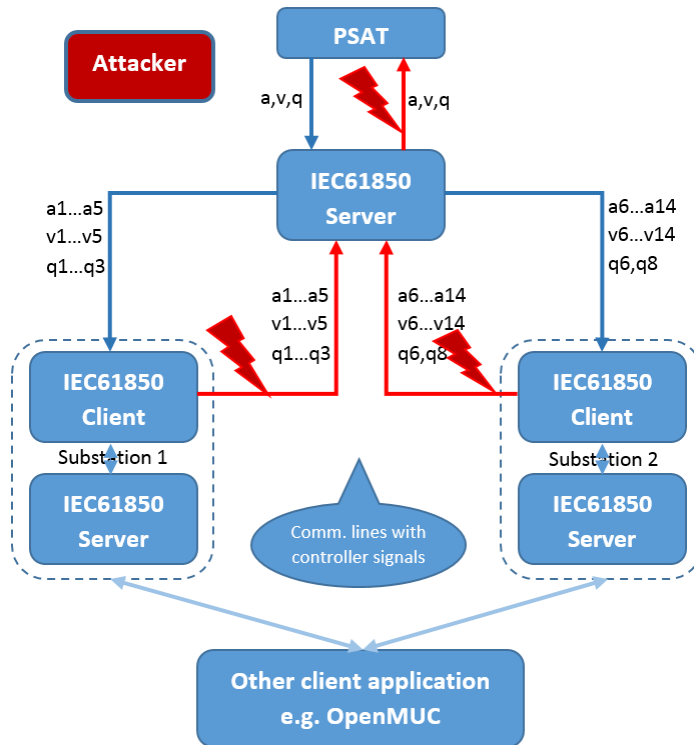 PSAT
Attacker
a,v,q
a,v,q
IEC61850
Server
a1...a5
v1...v5
q1...q3
a6...a14
v6...v14
q6,q8
a1...a5
v1...v5
q1...q3
a6...a14
v6...v14
q6,q8
IEC61850
Client
Substation 1
IEC61850
Server
IEC61850
Client
Substation 2
IEC61850
Server
Comm. lines with
controller signals
Other client application
e.g. OpenMUC